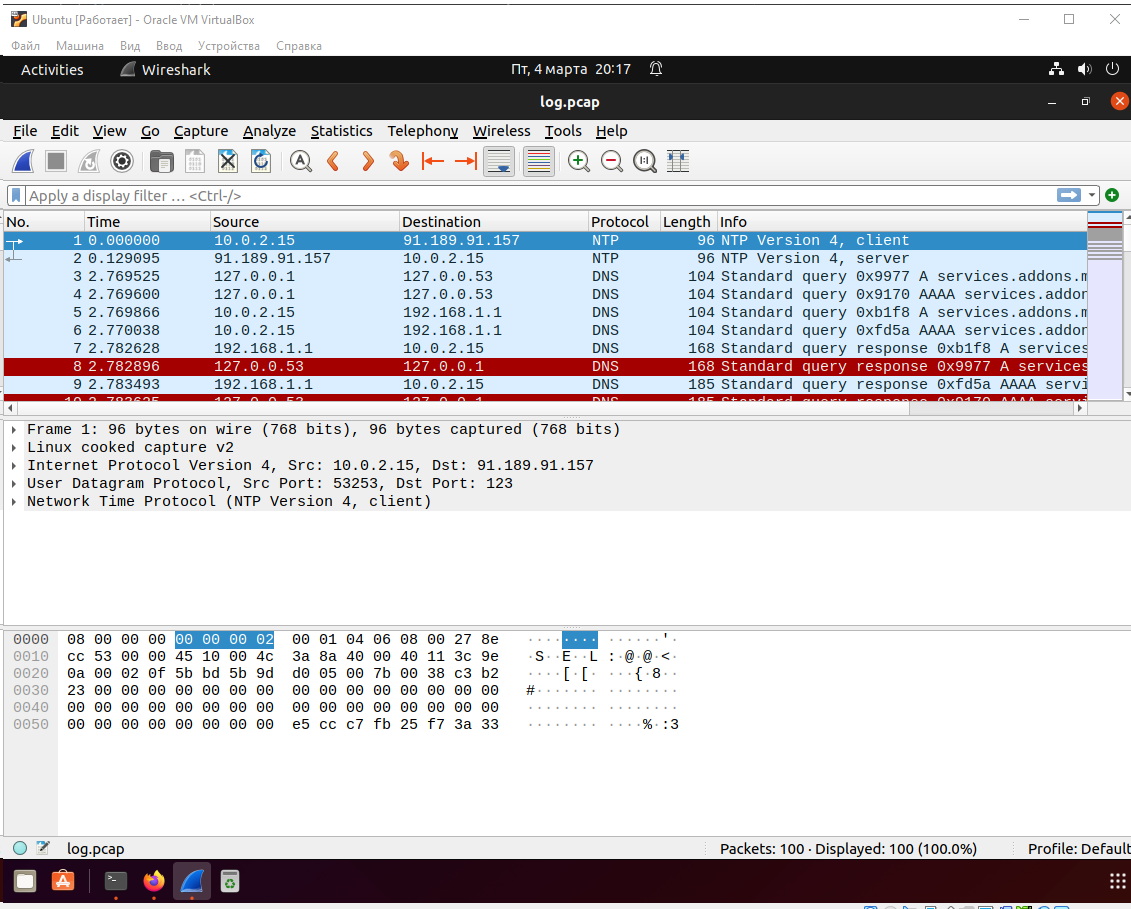 Ubuntu [Работает] - Oracle VM VirtualBox
Файл Машина Вид Ввод Устройства Справка
Activities Wireshark Пт, 4 марта 20:17
log.pcap
File Edit View Go Capture Analyze Statistics Telephony Wireless Tools Help
Apply a display filter … <Ctrl-/>
No. Time Source Destination Protocol Length Info
1 0.000000 10.0.2.15 91.189.91.157 NTP 96 NTP Version 4, client
2 0.129095 91.189.91.157 10.0.2.15 NTP 96 NTP Version 4, server
3 2.769525 127.0.0.1 127.0.0.53 DNS 104 Standard query 0x9977 A services.addons.m
4 2.769600 127.0.0.1 127.0.0.53 DNS 104 Standard query 0x9170 AAAA services.addon
5 2.769866 10.0.2.15 192.168.1.1 DNS 104 Standard query 0xb1f8 A services.addons.m
6 2.770038 10.0.2.15 192.168.1.1 DNS 104 Standard query 0xfd5a AAAA services.addon
7 2.782628 192.168.1.1 10.0.2.15 DNS 168 Standard query response 0xb1f8 A services
8 2.782896 127.0.0.53 127.0.0.1 DNS 168 Standard query response 0x9977 A services
9 2.783493 192.168.1.1 10.0.2.15 DNS 185 Standard query response 0xfd5a AAAA servi
10 2.783625 127.0.0.53 127.0.0.1 DNS 185 Standard query response 0x9170 AAAA servi
Frame 1: 96 bytes on wire (768 bits), 96 bytes captured (768 bits)
Linux cooked capture v2
Internet Protocol Version 4, Src: 10.0.2.15, Dst: 91.189.91.157
User Datagram Protocol, Src Port: 53253, Dst Port: 123
Network Time Protocol (NTP Version 4, client)
0000 08 00 00 00 00 00 00 02 00 01 04 06 08 00 27 8e ········ ······'·
0010 cc 53 00 00 45 10 00 4c 3a 8a 40 00 40 11 3c 9e ·S··E··L :·@·@·<·
0020 0a 00 02 0f 5b bd 5b 9d d0 05 00 7b 00 38 c3 b2 ····[·[· ···{·8··
0030 23 00 00 00 00 00 00 00 00 00 00 00 00 00 00 00 #······· ········
0040 00 00 00 00 00 00 00 00 00 00 00 00 00 00 00 00 ········ ········
0050 00 00 00 00 00 00 00 00 e5 cc c7 fb 25 f7 3a 33 ········ ····%·:3
log.pcap Packets: 100 · Displayed: 100 (100.0%) Profile: Default